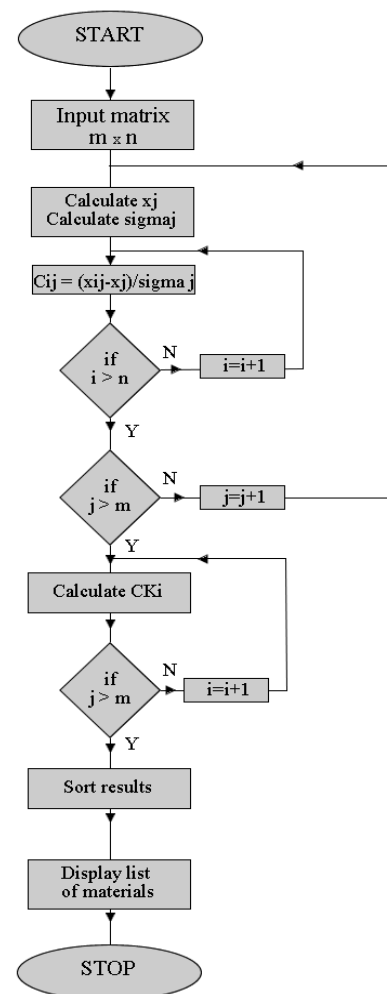 START
Input matrix
m x n
Calculate xj
Calculate sigmaj
Cij = (xij-xj)/sigma j
if
i > n
N
i=i+1
Y
if
j > m
N
j=j+1
Y
Calculate CKi
if
j > m
N
i=i+1
Y
Sort results
Display list
of materials
STOP